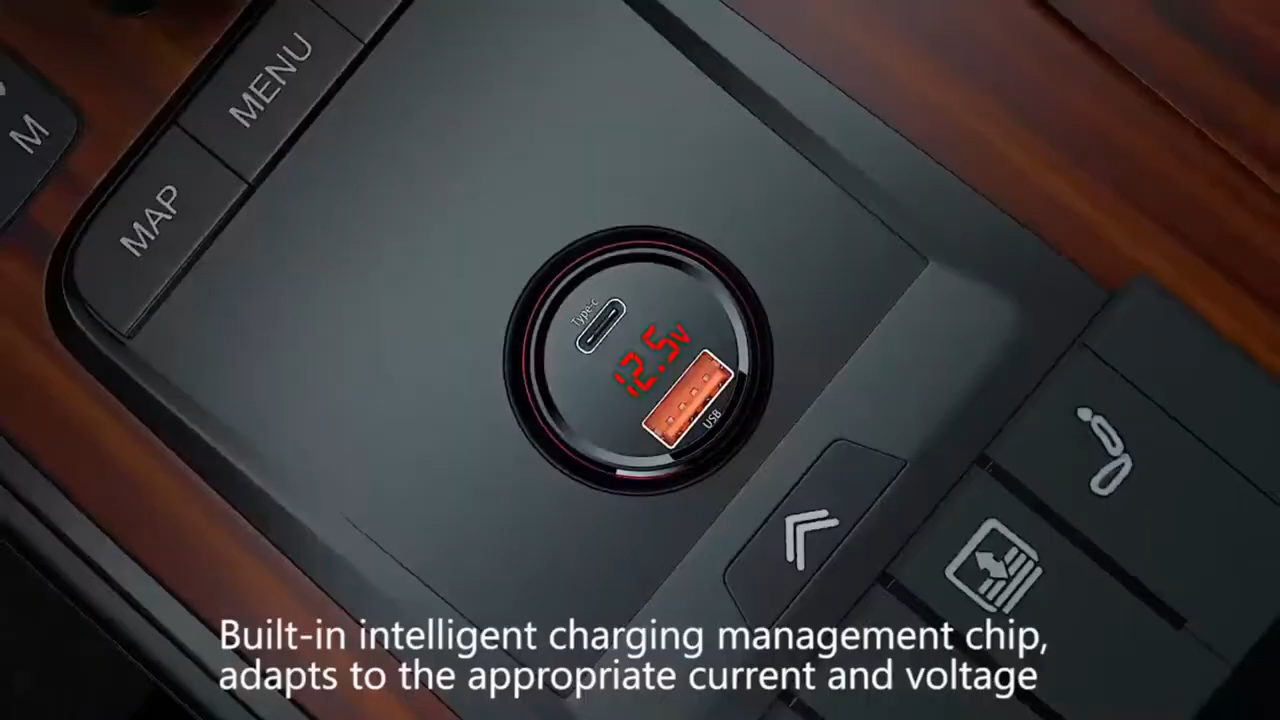 MENU
M
MAP
Type-c
12.5v
USB
Built-in intelligent charging management chip,
adapts to the appropriate current and voltage